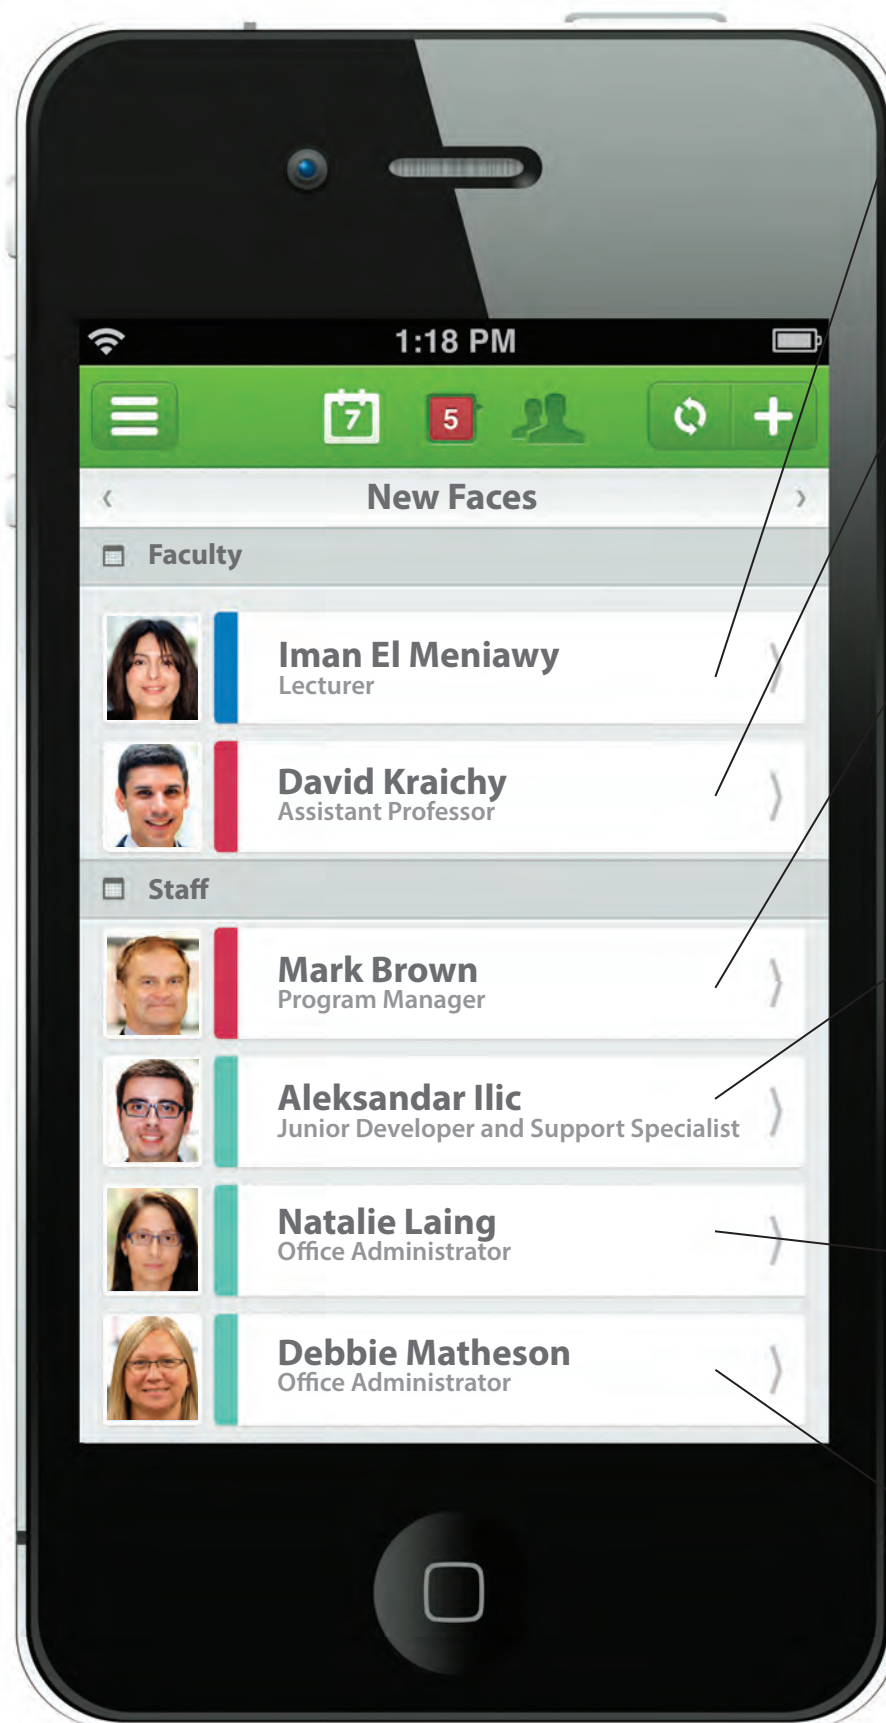 1:18 PM
7
5
New Faces
Faculty
Iman El Meniawy
Lecturer
David Kraichy
Assistant Professor
Staff
Mark Brown
Program Manager
Aleksandar Ilic
Junior Developer and Support Specialist
Natalie Laing
Office Administrator
Debbie Matheson
Office Administrator